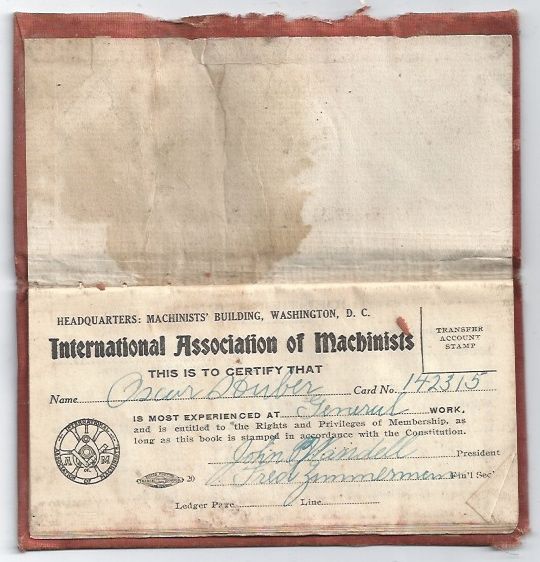 HEADQUARTERS: MACHINISTS' BUILDING, WASHINGTON, D. C.
International Association of Machinists
TRANSFER
ACCOUNT
STAMP
THIS IS TO CERTIFY THAT
Name Oscar Huber Card No. 142315
IS MOST EXPERIENCED AT General WORK,
and is entitled to the Rights and Privileges of Membership, as
long as this book is stamped in accordance with the Constitution.
John President
20 Fred Zimmerman Fin'l Sec'
Ledger Page Line